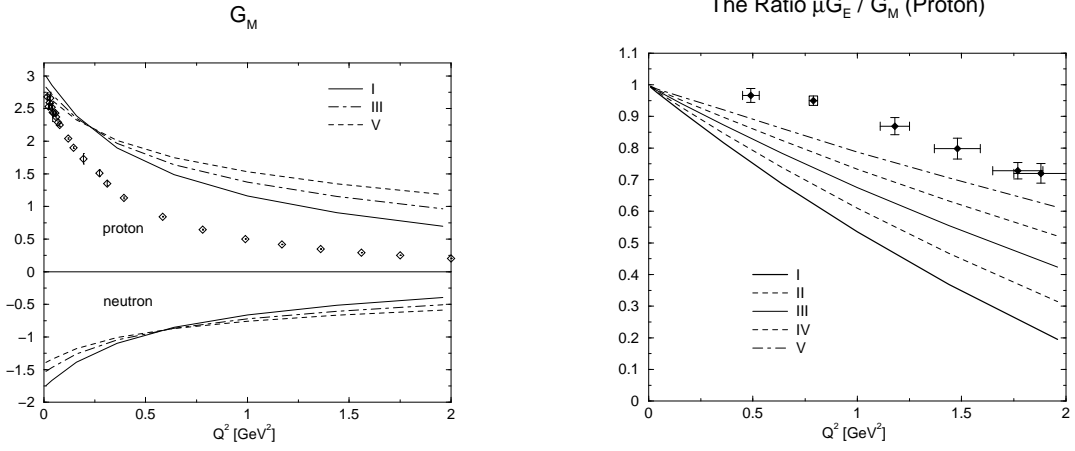 G_M
3
2.5
2
1.5
1
0.5
0
−0.5
−1
−1.5
−2
I
III
V
proton
neutron
0 0.5 1 1.5 2
Q² [GeV²]
The Ratio μG_E / G_M (Proton)
1.1
1
0.9
0.8
0.7
0.6
0.5
0.4
0.3
0.2
0.1
0
I
II
III
IV
V
0 0.5 1 1.5 2
Q² [GeV²]